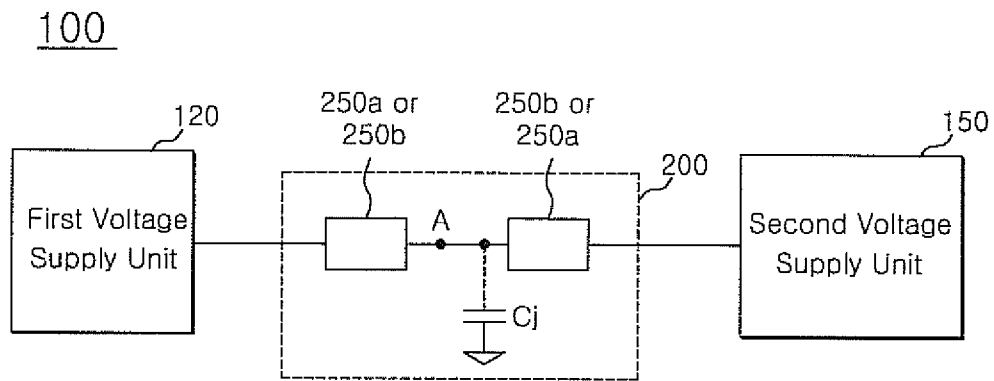 100
120
250a or
250b
250b or
250a
200
150
First Voltage
Supply Unit
A
Cj
Second Voltage
Supply Unit